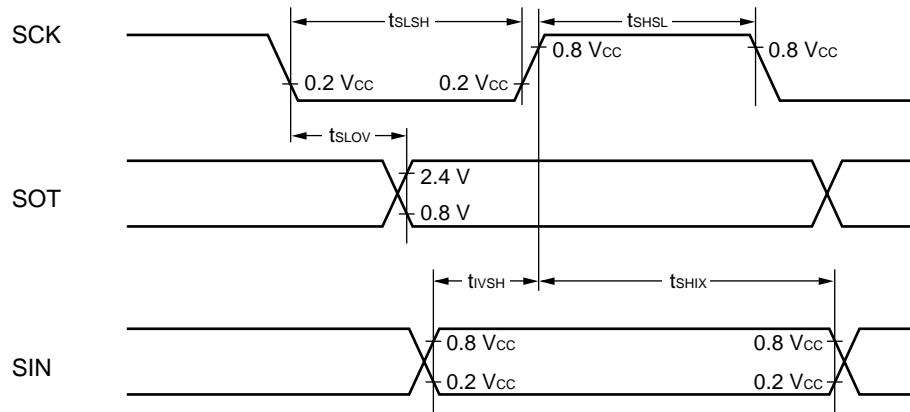 tSLSH tSHSL
SCK
0.8 VCC 0.8 VCC
0.2 VCC 0.2 VCC
tSLOV
2.4 V
SOT
0.8 V
tIVSH tSHIX
0.8 VCC 0.8 VCC
SIN
0.2 VCC 0.2 VCC